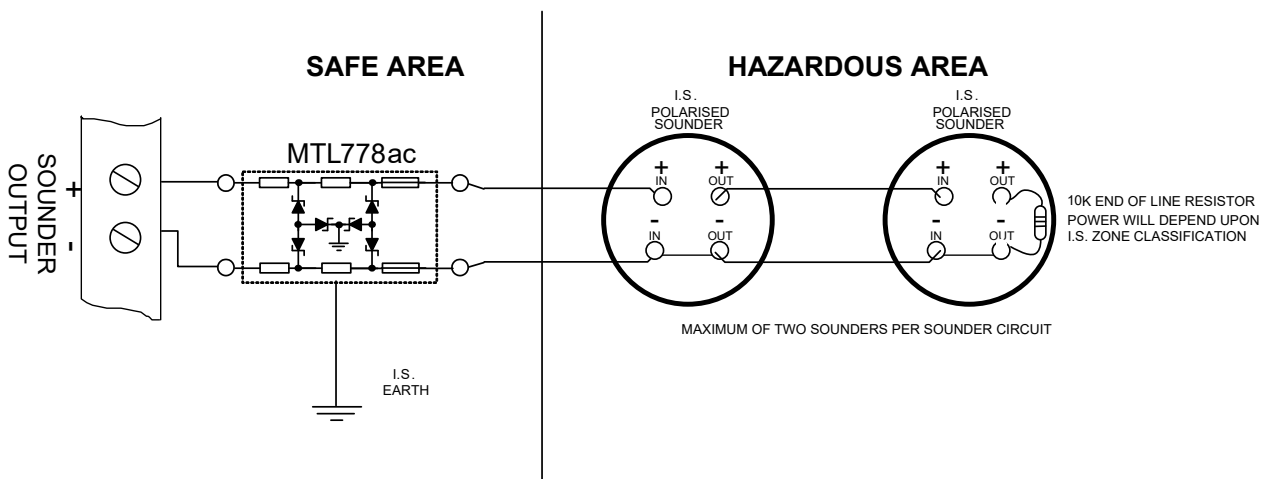 SAFE AREA
HAZARDOUS AREA
SOUNDER
OUTPUT
+
-
MTL778ac
I.S.
EARTH
I.S.
POLARISED
SOUNDER
+ +
IN OUT
- -
IN OUT
I.S.
POLARISED
SOUNDER
+ +
IN OUT
- -
IN OUT
10K END OF LINE RESISTOR
POWER WILL DEPEND UPON
I.S. ZONE CLASSIFICATION
MAXIMUM OF TWO SOUNDERS PER SOUNDER CIRCUIT